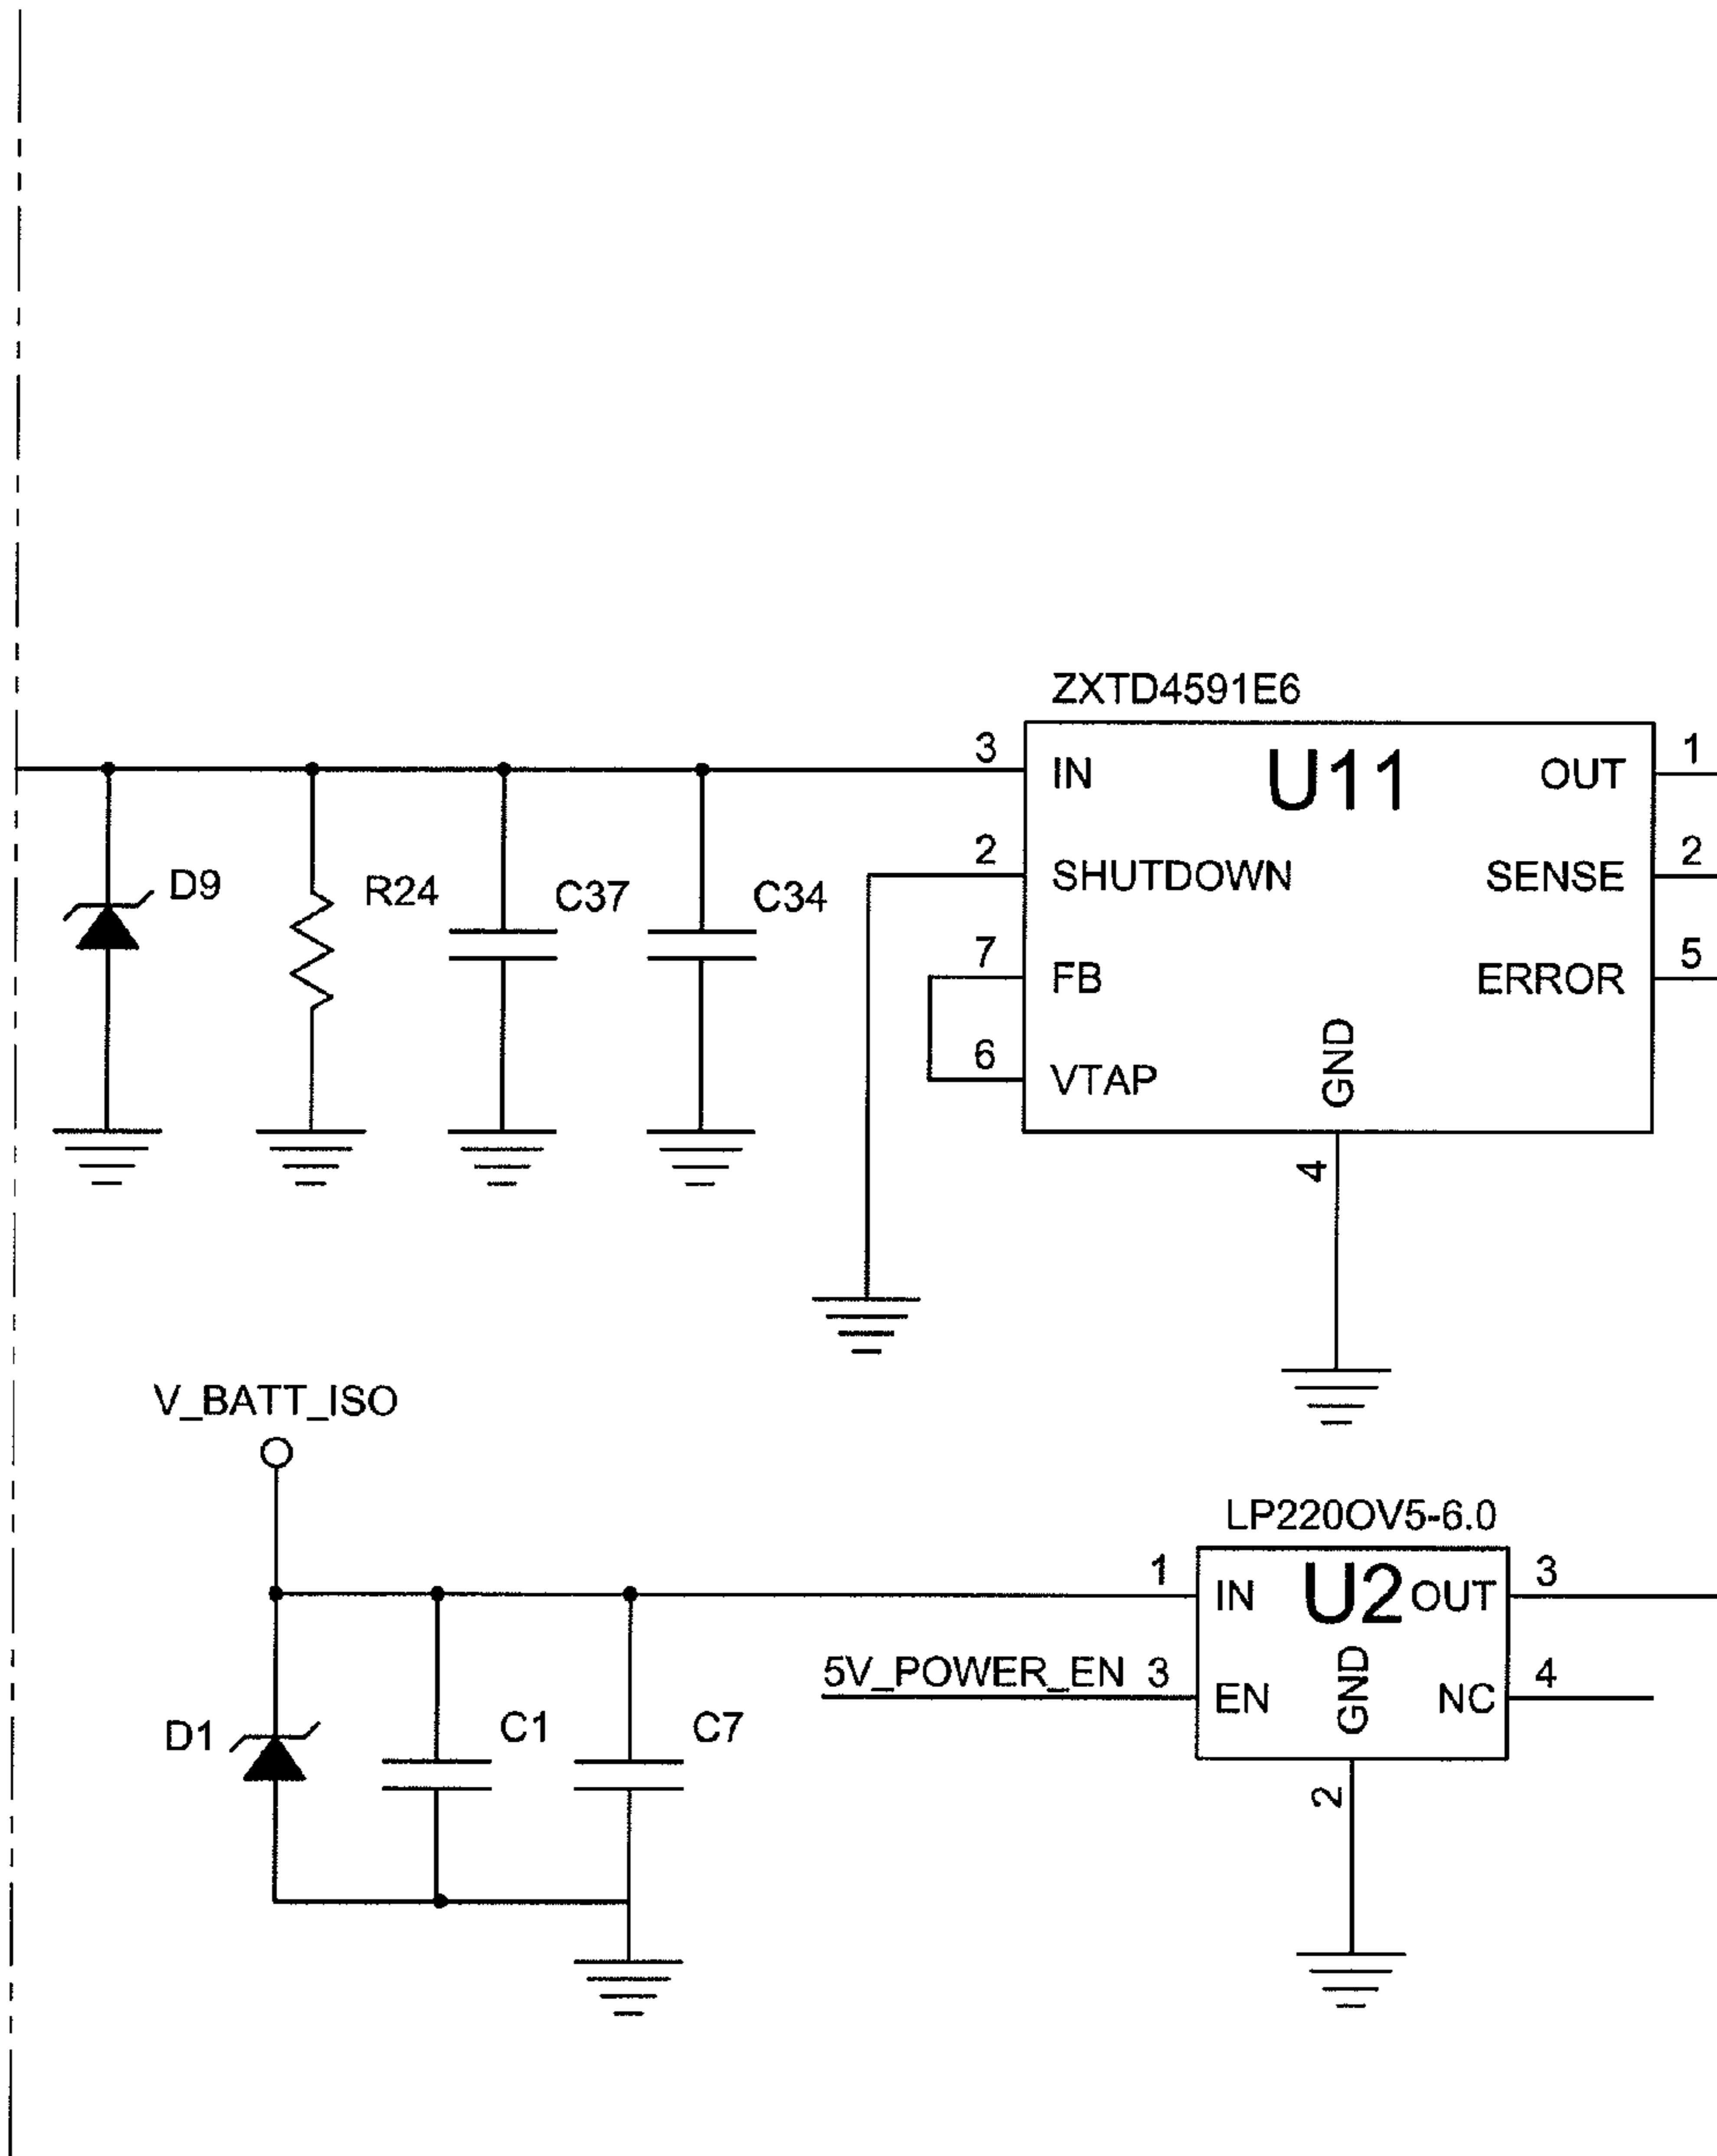 ZXTD4591E6
U11
3 IN
OUT 1
2 SHUTDOWN
SENSE 2
7 FB
ERROR 5
6 VTAP
GND
4
D9
R24
C37
C34
V_BATT_ISO
LP220OV5-6.0
U2
1 IN
OUT 3
5V_POWER_EN 3 EN
NC 4
GND
2
D1
C1
C7